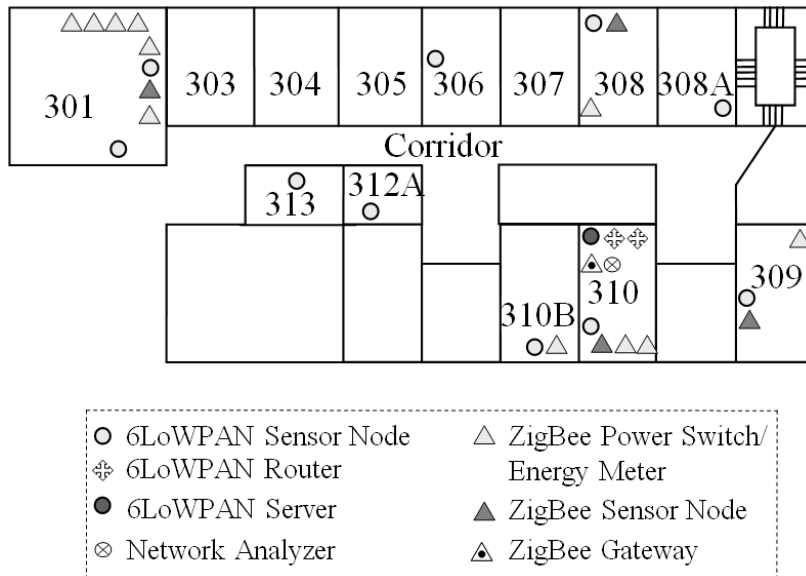 301
303
304
305
306
307
308
308A
Corridor
313
312A
309
310
310B
6LoWPAN Sensor Node
6LoWPAN Router
6LoWPAN Server
Network Analyzer
ZigBee Power Switch/
Energy Meter
ZigBee Sensor Node
ZigBee Gateway